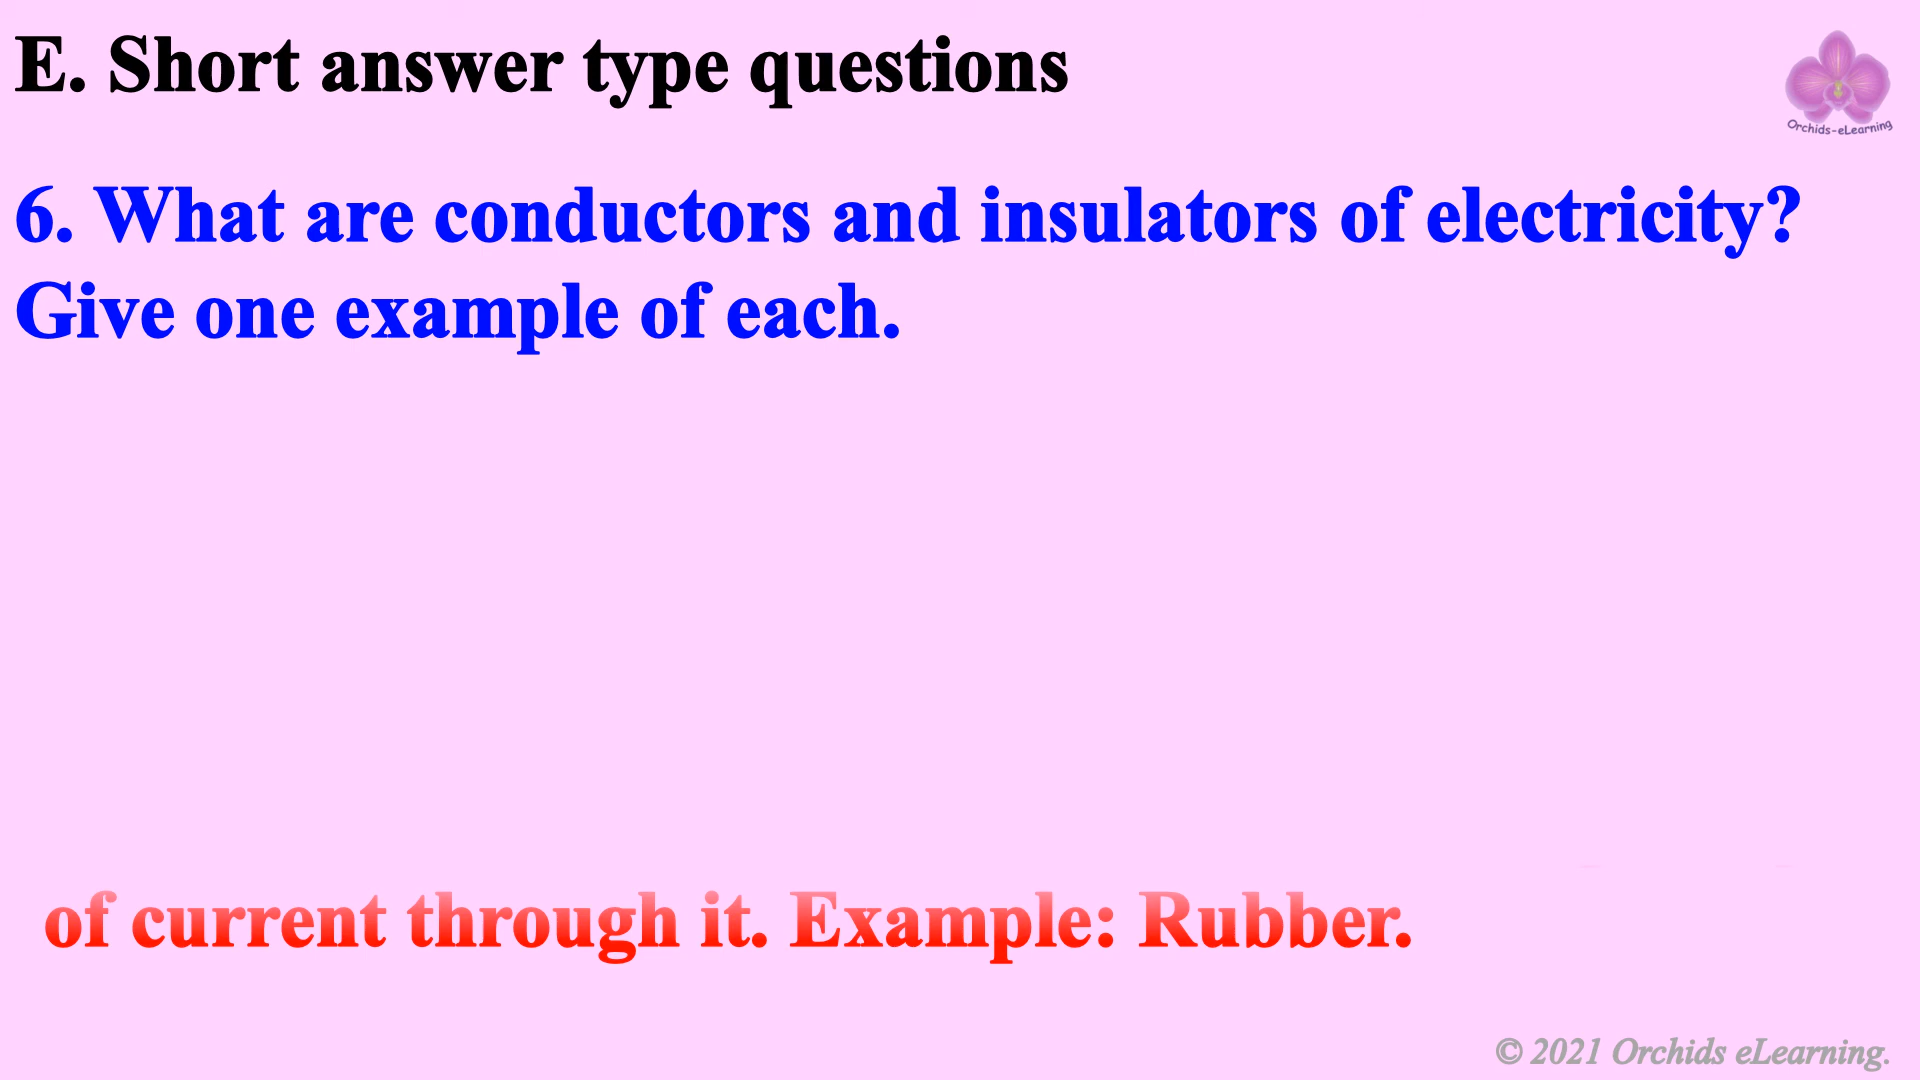 E. Short answer type questions
Orchids-eLearning
6. What are conductors and insulators of electricity?
Give one example of each.
of current through it. Example: Rubber.
© 2021 Orchids eLearning.